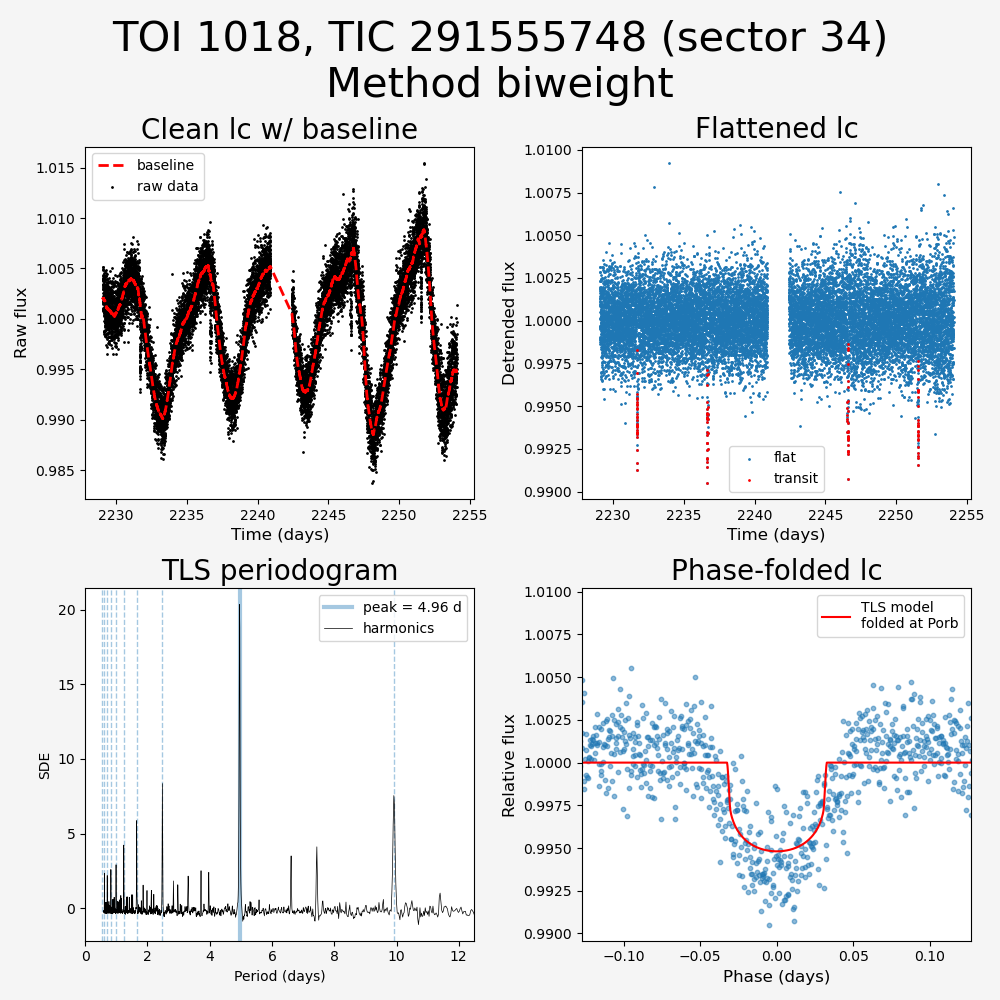 TOI 1018, TIC 291555748 (sector 34)
Method biweight
Clean lc w/ baseline
baseline
raw data
1.015
1.010
1.005
1.000
0.995
0.990
0.985
Raw flux
2230 2235 2240 2245 2250 2255
Time (days)
Flattened lc
1.0100
1.0075
1.0050
1.0025
1.0000
0.9975
0.9950
0.9925
0.9900
Detrended flux
flat
transit
2230 2235 2240 2245 2250 2255
Time (days)
TLS periodogram
peak = 4.96 d
harmonics
20
15
10
5
0
SDE
0 2 4 6 8 10 12
Period (days)
Phase-folded lc
TLS model
folded at Porb
1.0100
1.0075
1.0050
1.0025
1.0000
0.9975
0.9950
0.9925
0.9900
Relative flux
−0.10 −0.05 0.00 0.05 0.10
Phase (days)